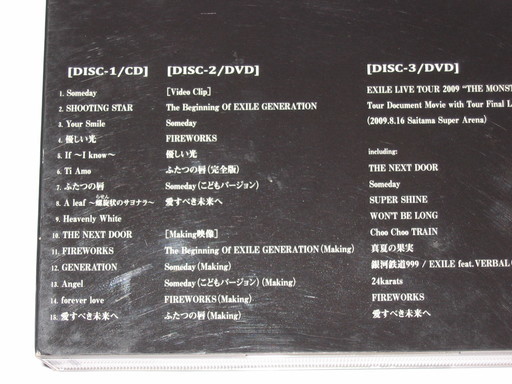 [DISC-1/CD]
1. Someday
2. SHOOTING STAR
3. Your Smile
4. 優しい光
5. If ～I know～
6. Ti Amo
7. ふたつの唇
らせん
8. A leaf ～螺旋状のサヨナラ～
9. Heavenly White
10. THE NEXT DOOR
11. FIREWORKS
12. GENERATION
13. Angel
14. forever love
15. 愛すべき未来へ
[DISC-2/DVD]
[Video Clip]
The Beginning Of EXILE GENERATION
Someday
FIREWORKS
優しい光
ふたつの唇(完全版)
Someday(こどもバージョン)
愛すべき未来へ
[Making映像]
The Beginning Of EXILE GENERATION(Making)
Someday(Making)
Someday(こどもバージョン)(Making)
FIREWORKS(Making)
ふたつの唇(Making)
[DISC-3/DVD]
EXILE LIVE TOUR 2009 "THE MONST
Tour Document Movie with Tour Final L
(2009.8.16 Saitama Super Arena)
including:
THE NEXT DOOR
Someday
SUPER SHINE
WON'T BE LONG
Choo Choo TRAIN
真夏の果実
銀河鉄道999 / EXILE feat.VERBAL(
24karats
FIREWORKS
愛すべき未来へ